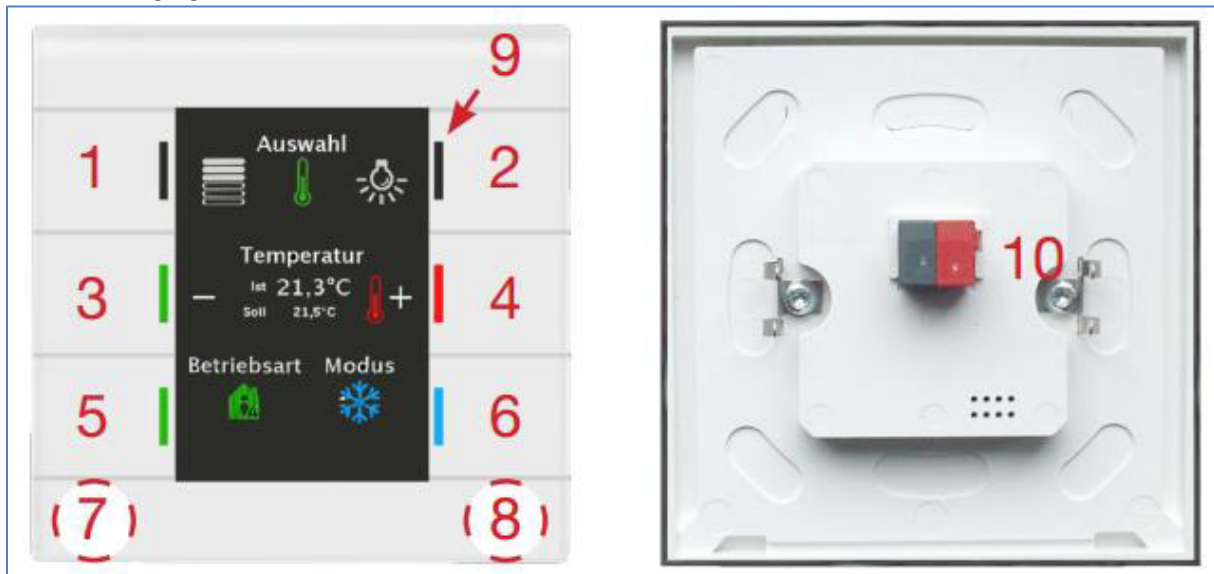 9
1
Auswahl
2
3
Temperatur
Ist 21,3°C
Soll 21,5°C
− +
4
10
Betriebsart Modus
5
6
7
8